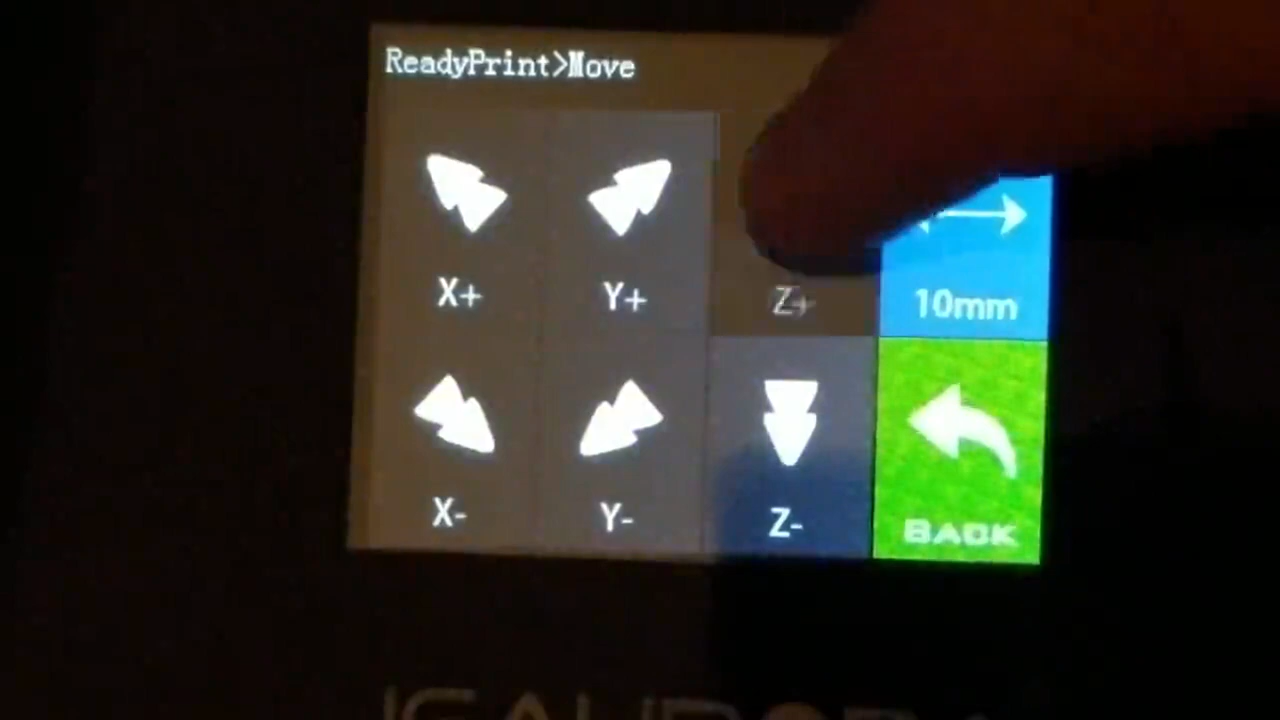 ReadyPrint>Move
X+ Y+ Z+ 10mm
X- Y- Z- BACK